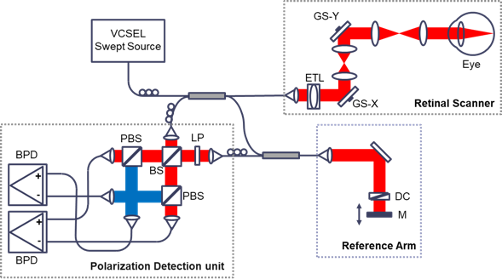 VCSEL
Swept Source
GS-Y
ETL
GS-X
Eye
Retinal Scanner
BPD
+
-
PBS
BS
LP
PBS
+
-
BPD
Polarization Detection unit
DC
M
Reference Arm